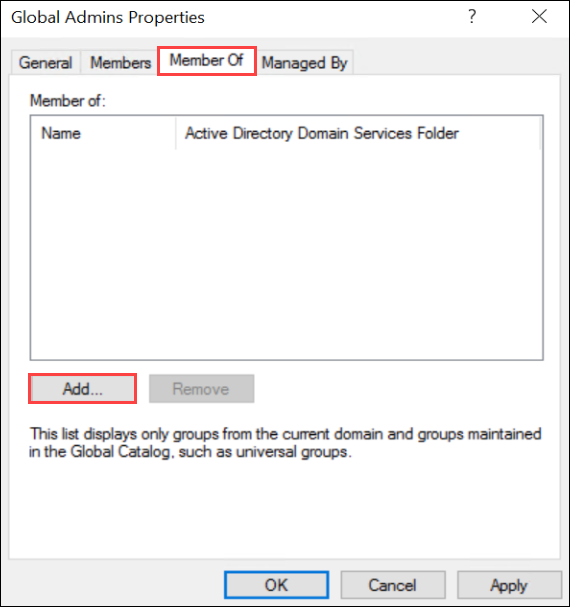 Global Admins Properties ?
General Members Member Of Managed By
Member of:
Name Active Directory Domain Services Folder
Add... Remove
This list displays only groups from the current domain and groups maintained
in the Global Catalog, such as universal groups.
OK Cancel Apply